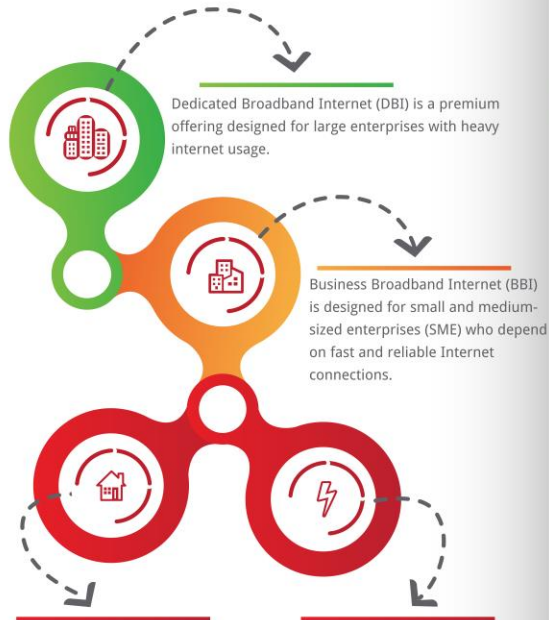 Dedicated Broadband Internet (DBI) is a premium
offering designed for large enterprises with heavy
internet usage.
Business Broadband Internet (BBI)
is designed for small and medium-
sized enterprises (SME) who depend
on fast and reliable Internet
connections.